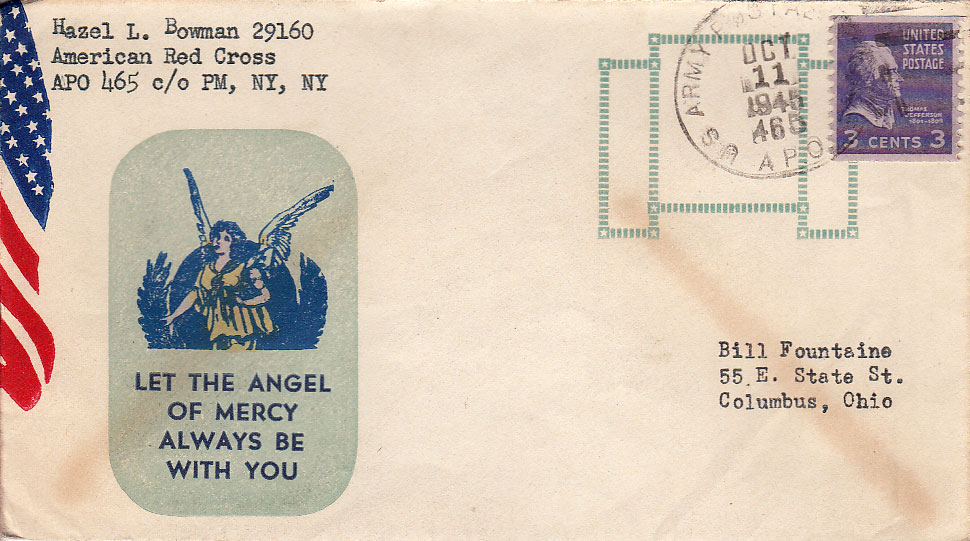 Hazel L. Bowman 29160
American Red Cross
APO 465 c/o PM, NY, NY
U.S. ARMY POSTAL
OCT
11
1945
465
APO
UNITED
STATES
POSTAGE
THOMAS
JEFFERSON
1801-1809
3 CENTS 3
LET THE ANGEL
OF MERCY
ALWAYS BE
WITH YOU
Bill Fountaine
55 E. State St.
Columbus, Ohio